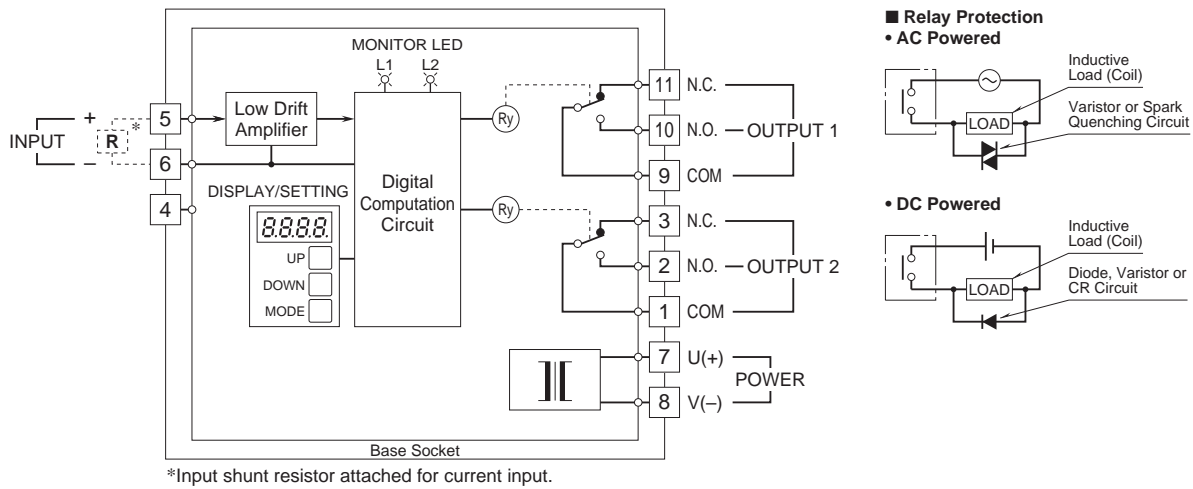 MONITOR LED
L1 L2
INPUT
+
–
R
*
5
6
4
Low Drift
Amplifier
DISPLAY/SETTING
8.8.8.8.
UP
DOWN
MODE
Digital
Computation
Circuit
Ry
Ry
11 N.C.
10 N.O. OUTPUT 1
9 COM
3 N.C.
2 N.O. OUTPUT 2
1 COM
7 U(+)
POWER
8 V(–)
Base Socket
*Input shunt resistor attached for current input.
■ Relay Protection
• AC Powered
Inductive
Load (Coil)
LOAD
Varistor or Spark
Quenching Circuit
• DC Powered
Inductive
Load (Coil)
LOAD
Diode, Varistor or
CR Circuit